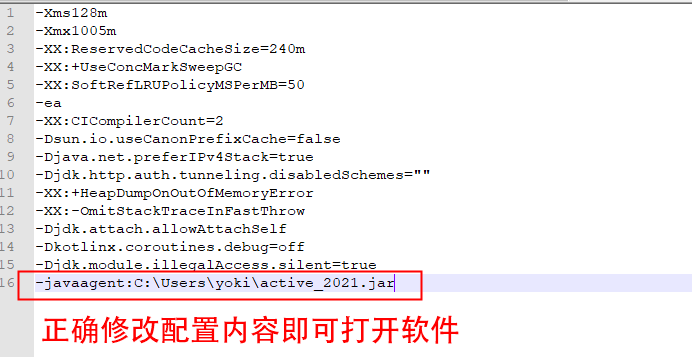 1 -Xms128m
2 -Xmx1005m
3 -XX:ReservedCodeCacheSize=240m
4 -XX:+UseConcMarkSweepGC
5 -XX:SoftRefLRUPolicyMSPerMB=50
6 -ea
7 -XX:CICompilerCount=2
8 -Dsun.io.useCanonPrefixCache=false
9 -Djava.net.preferIPv4Stack=true
10 -Djdk.http.auth.tunneling.disabledSchemes=""
11 -XX:+HeapDumpOnOutOfMemoryError
12 -XX:-OmitStackTraceInFastThrow
13 -Djdk.attach.allowAttachSelf
14 -Dkotlinx.coroutines.debug=off
15 -Djdk.module.illegalAccess.silent=true
16 -javaagent:C:\Users\yoki\active_2021.jar
正确修改配置内容即可打开软件